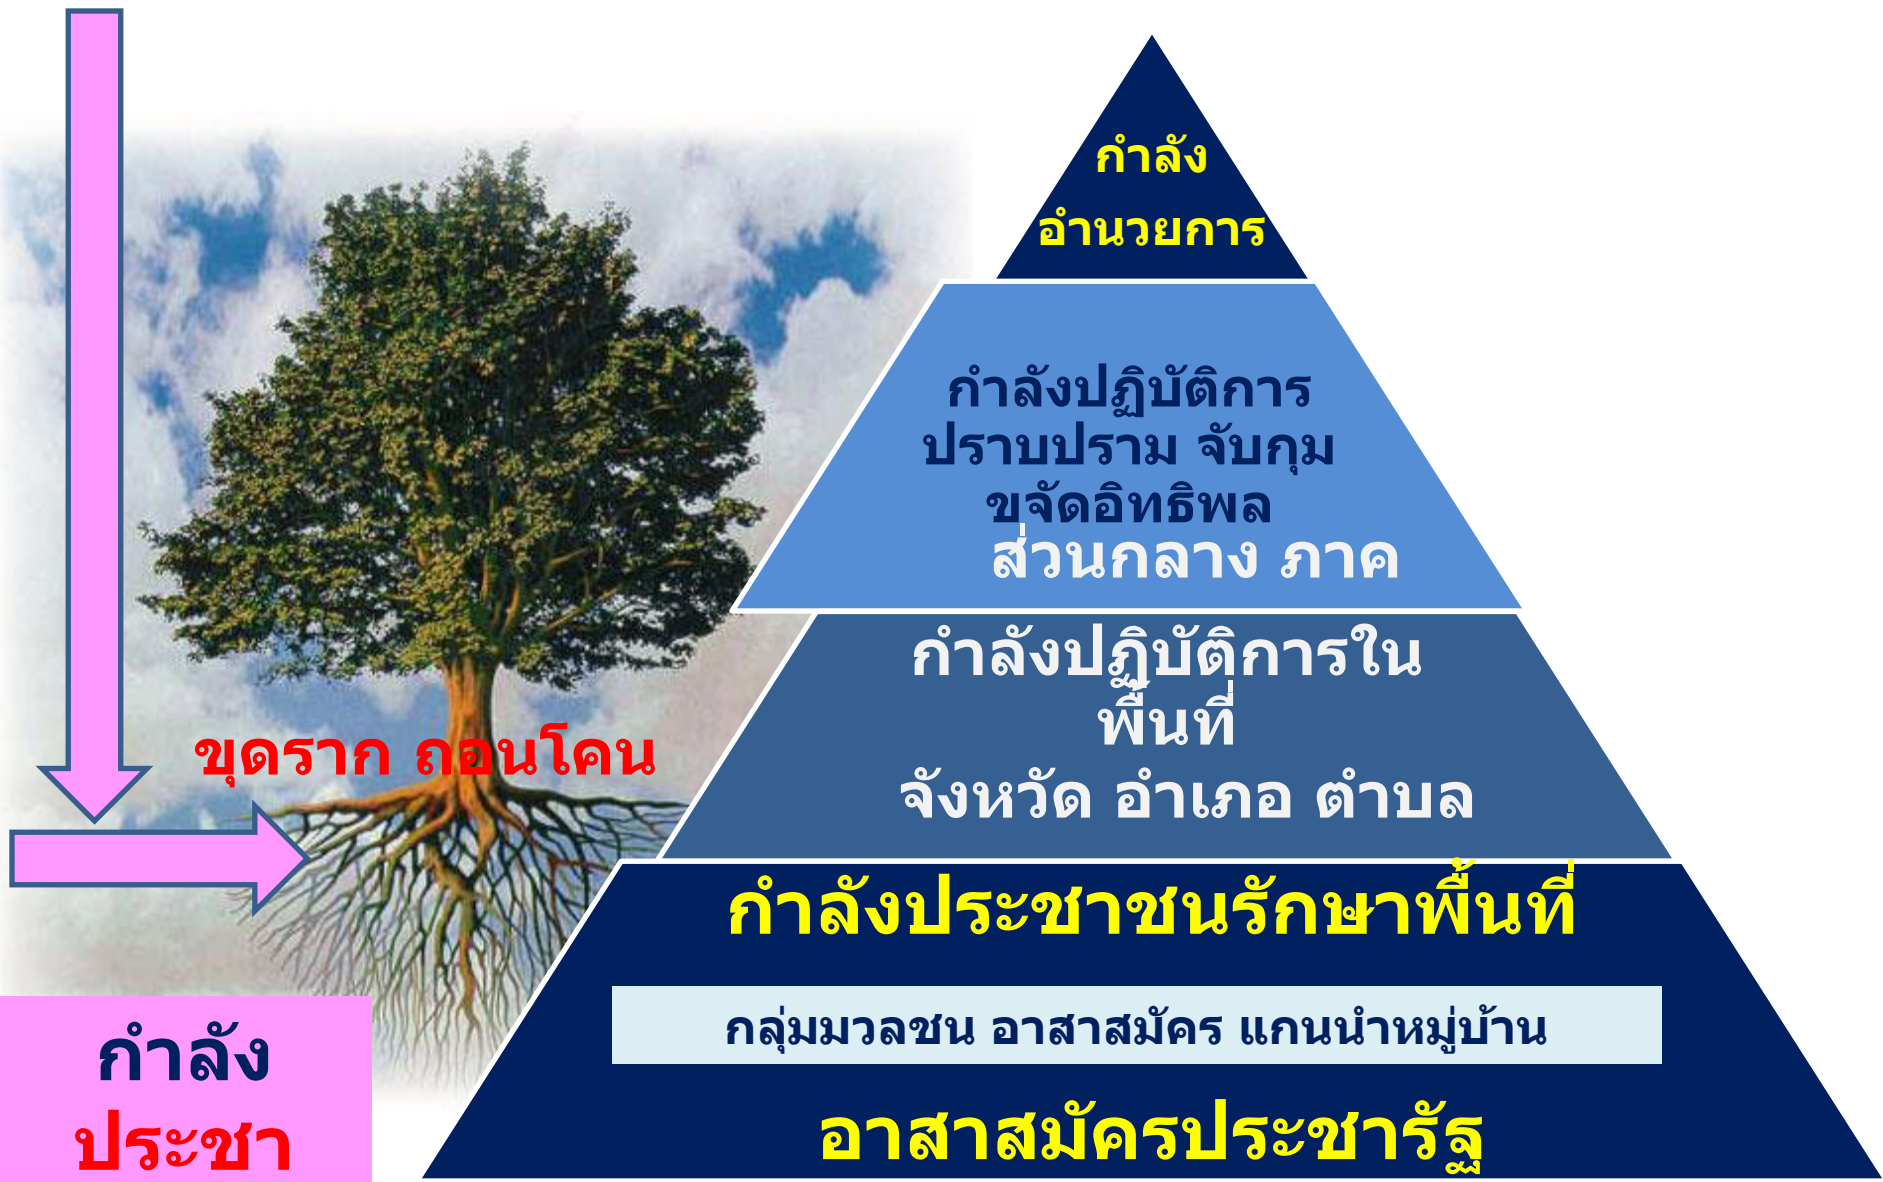 กำลัง
อำนวยการ
กำลังปฏิบัติการ
ปราบปราม จับกุม
ขจัดอิทธิพล
ส่วนกลาง ภาค
กำลังปฏิบัติการใน
พื้นที่
จังหวัด อำเภอ ตำบล
ขุดราก ถอนโคน
กำลังประชาชนรักษาพื้นที่
กลุ่มมวลชน อาสาสมัคร แกนนำหมู่บ้าน
อาสาสมัครประชารัฐ
กำลัง
ประชา